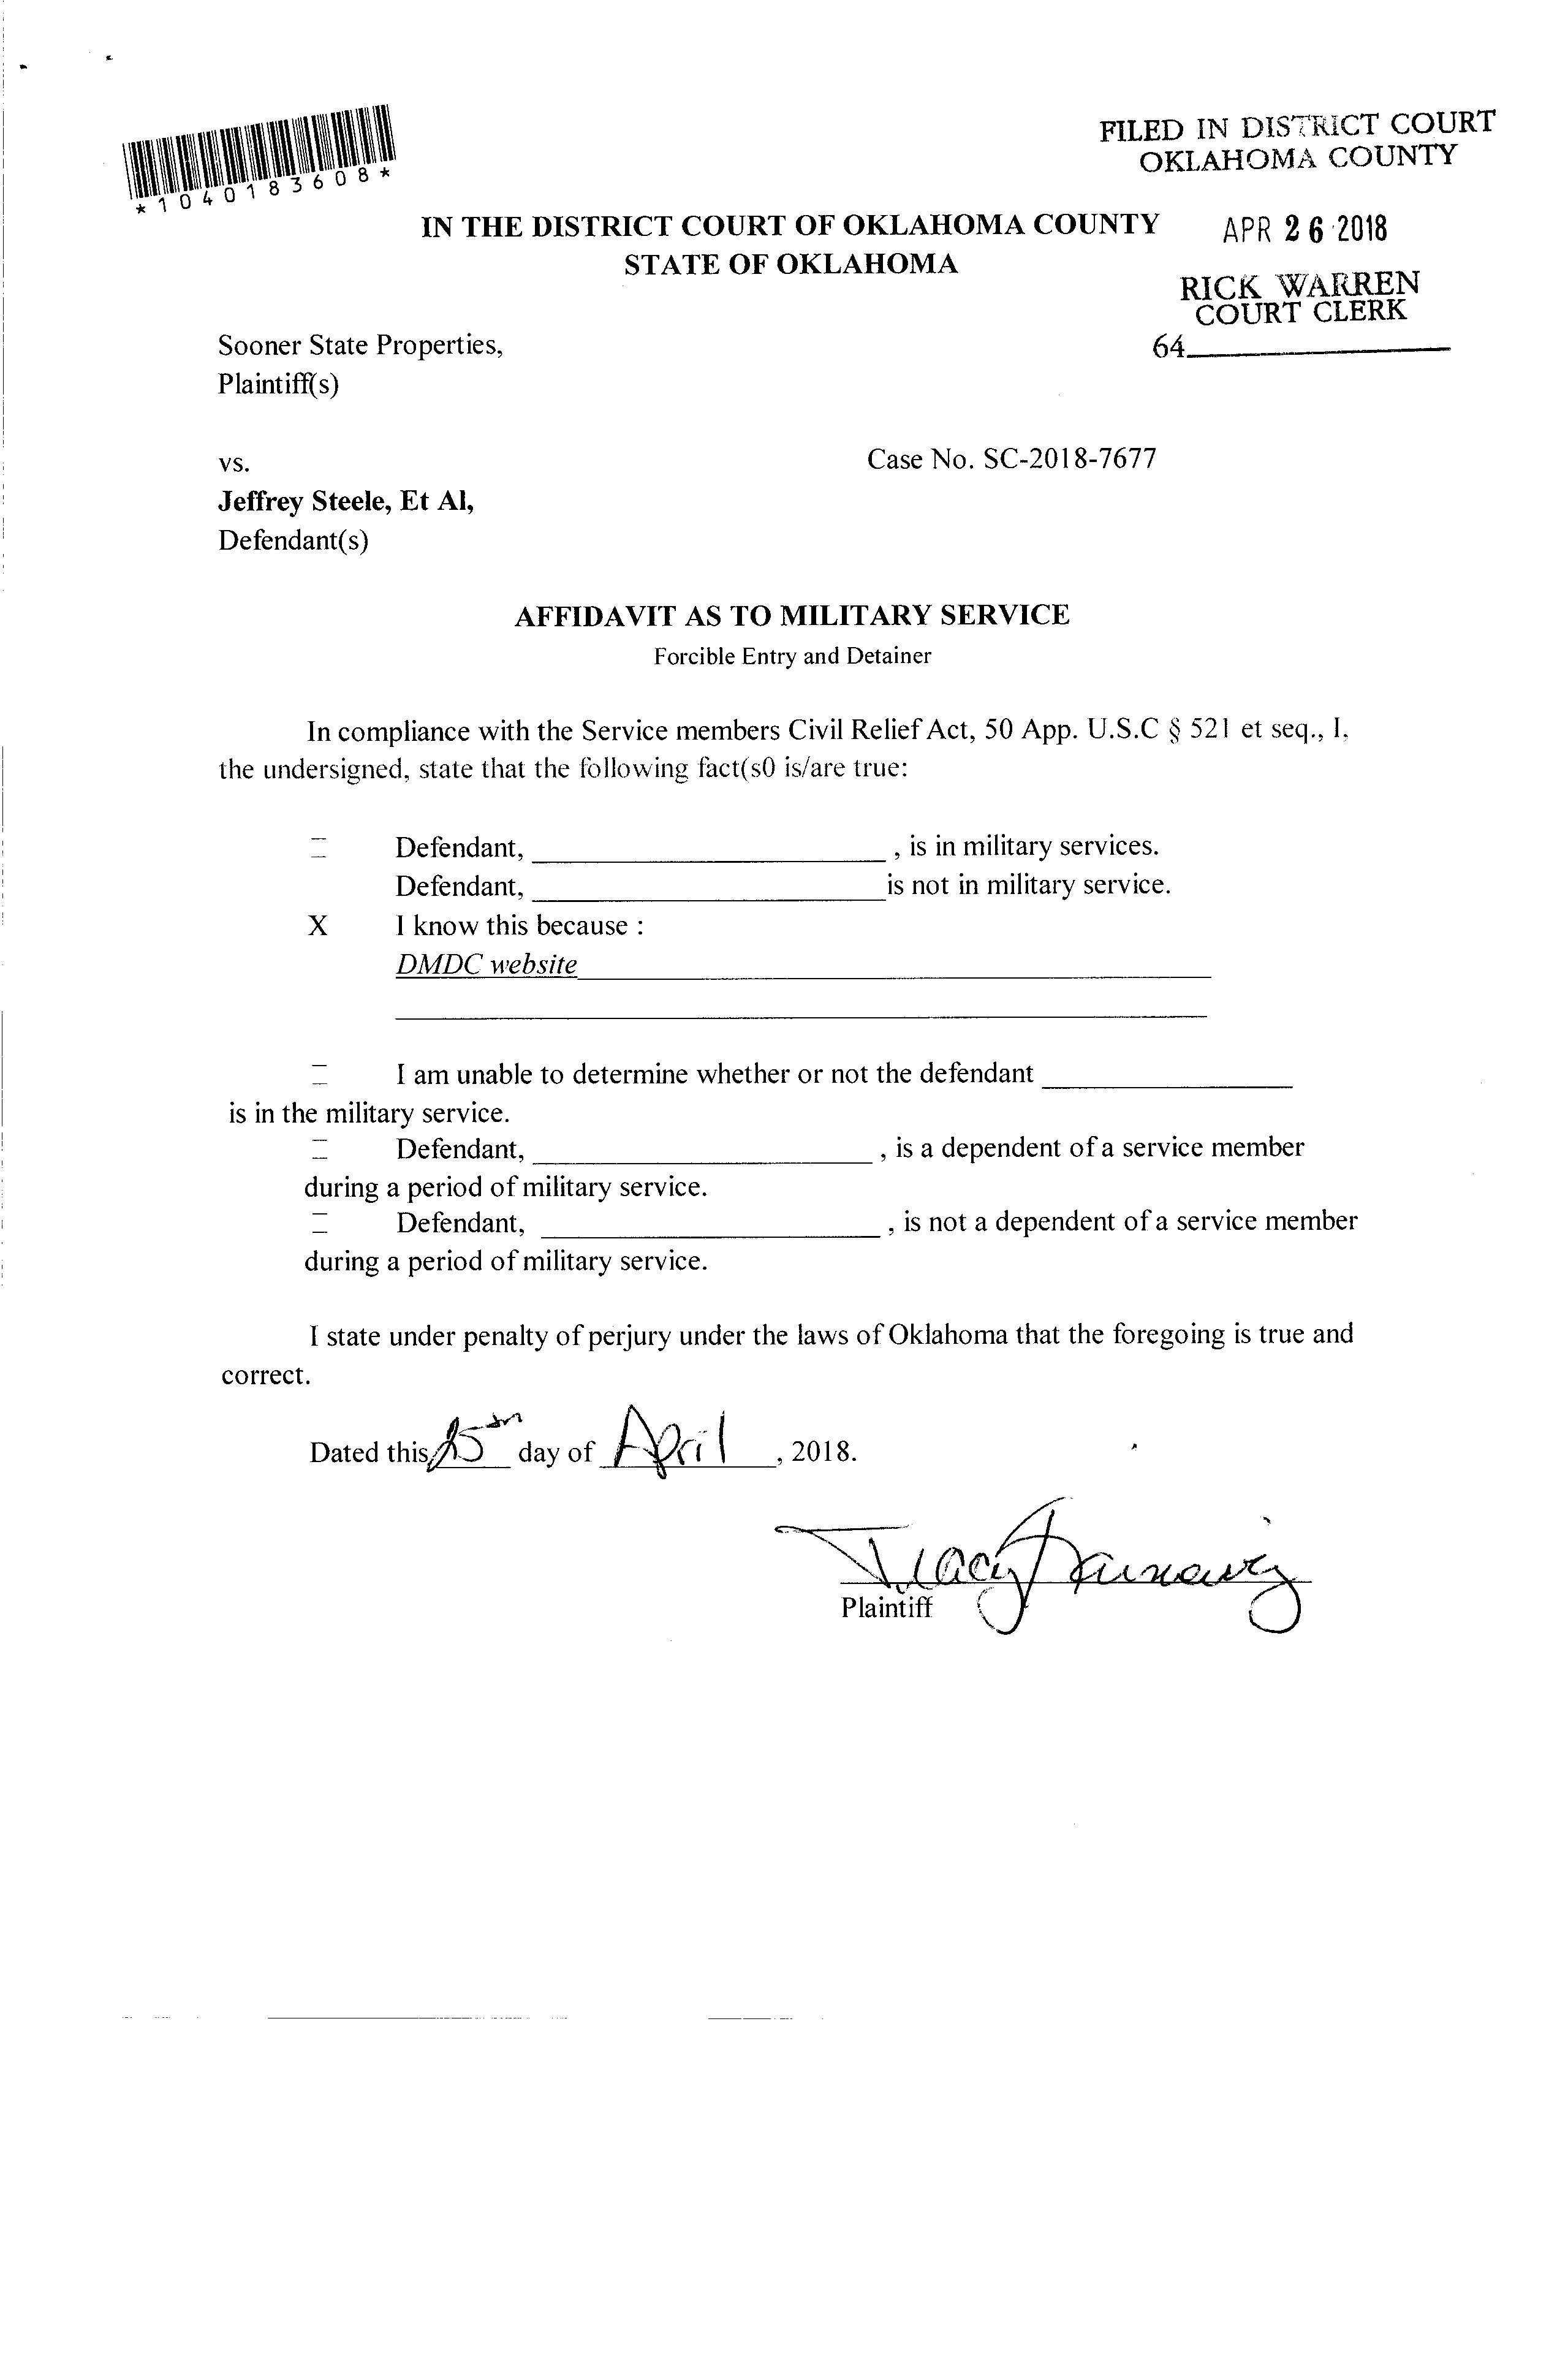 *1040183608*
FILED IN DISTRICT COURT
OKLAHOMA COUNTY
IN THE DISTRICT COURT OF OKLAHOMA COUNTY
APR 26 2018
STATE OF OKLAHOMA
RICK WARREN
COURT CLERK
64
Sooner State Properties,
Plaintiff(s)
vs.
Case No. SC-2018-7677
Jeffrey Steele, Et Al,
Defendant(s)
AFFIDAVIT AS TO MILITARY SERVICE
Forcible Entry and Detainer
In compliance with the Service members Civil Relief Act, 50 App. U.S.C § 521 et seq., I,
the undersigned, state that the following fact(s0 is/are true:
Defendant, , is in military services.
Defendant, is not in military service.
X I know this because :
DMDC website
I am unable to determine whether or not the defendant
is in the military service.
Defendant, , is a dependent of a service member
during a period of military service.
Defendant, , is not a dependent of a service member
during a period of military service.
I state under penalty of perjury under the laws of Oklahoma that the foregoing is true and
correct.
Dated this 25th day of April , 2018.
Tracy
Plaintiff